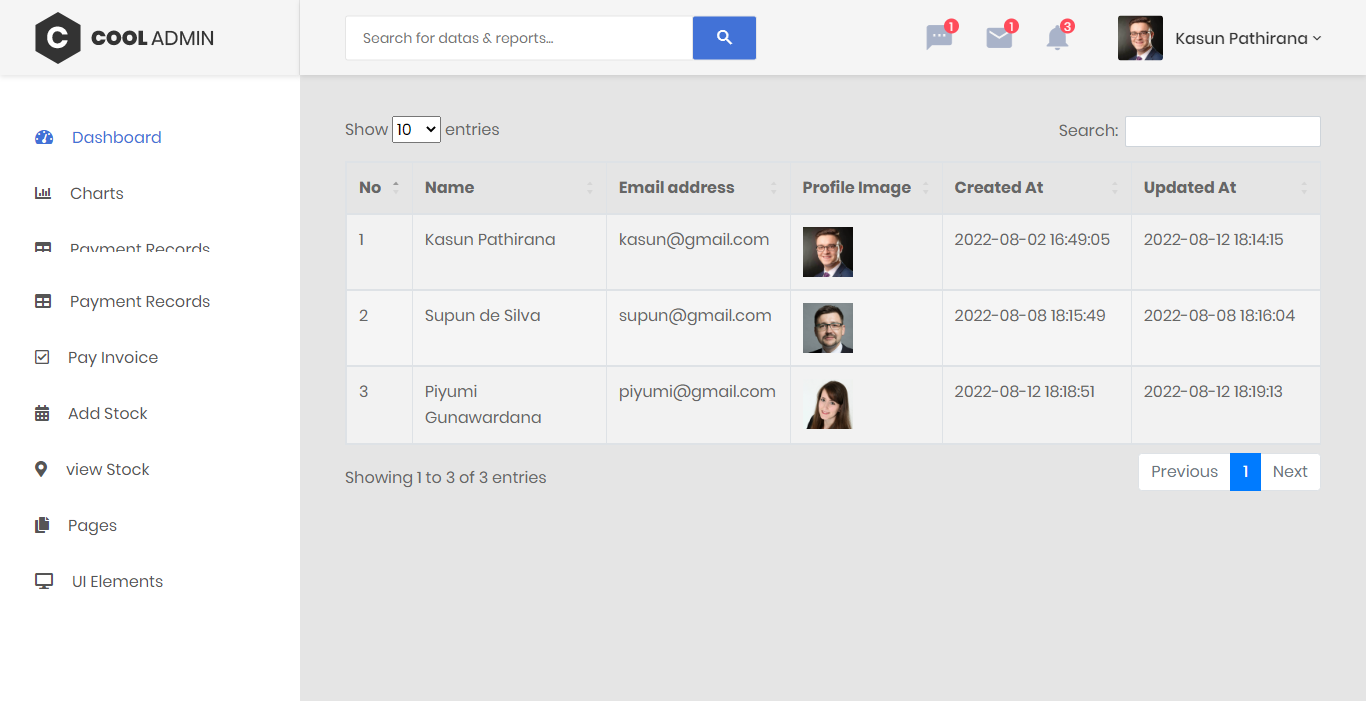 C COOL ADMIN
Search for datas & reports...
1
1
3
Kasun Pathirana
Dashboard
Charts
Payment Records
Payment Records
Pay Invoice
Add Stock
view Stock
Pages
UI Elements
Show 10 entries
Search:
No Name Email address Profile Image Created At Updated At
1 Kasun Pathirana kasun@gmail.com 2022-08-02 16:49:05 2022-08-12 18:14:15
2 Supun de Silva supun@gmail.com 2022-08-08 18:15:49 2022-08-08 18:16:04
3 Piyumi piyumi@gmail.com 2022-08-12 18:18:51 2022-08-12 18:19:13
Gunawardana
Showing 1 to 3 of 3 entries
Previous 1 Next